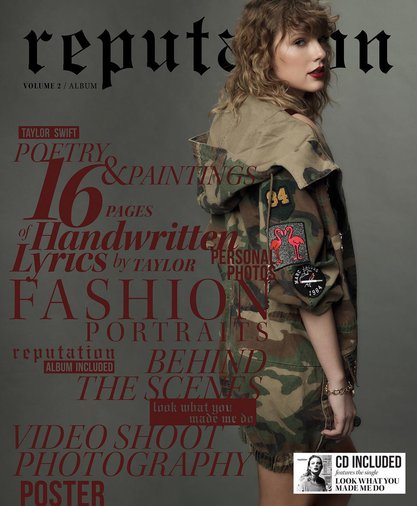 reputation
VOLUME 2 / ALBUM
TAYLOR SWIFT
POETRY
& PAINTINGS
16 PAGES
of Handwritten
Lyrics by TAYLOR
PERSONAL
PHOTOS
FASHION
PORTRAITS
reputation
ALBUM INCLUDED
BEHIND
THE SCENES
look what you
made me do
VIDEO SHOOT
PHOTOGRAPHY
POSTER
94
1984
CD INCLUDED
features the single
LOOK WHAT YOU
MADE ME DO